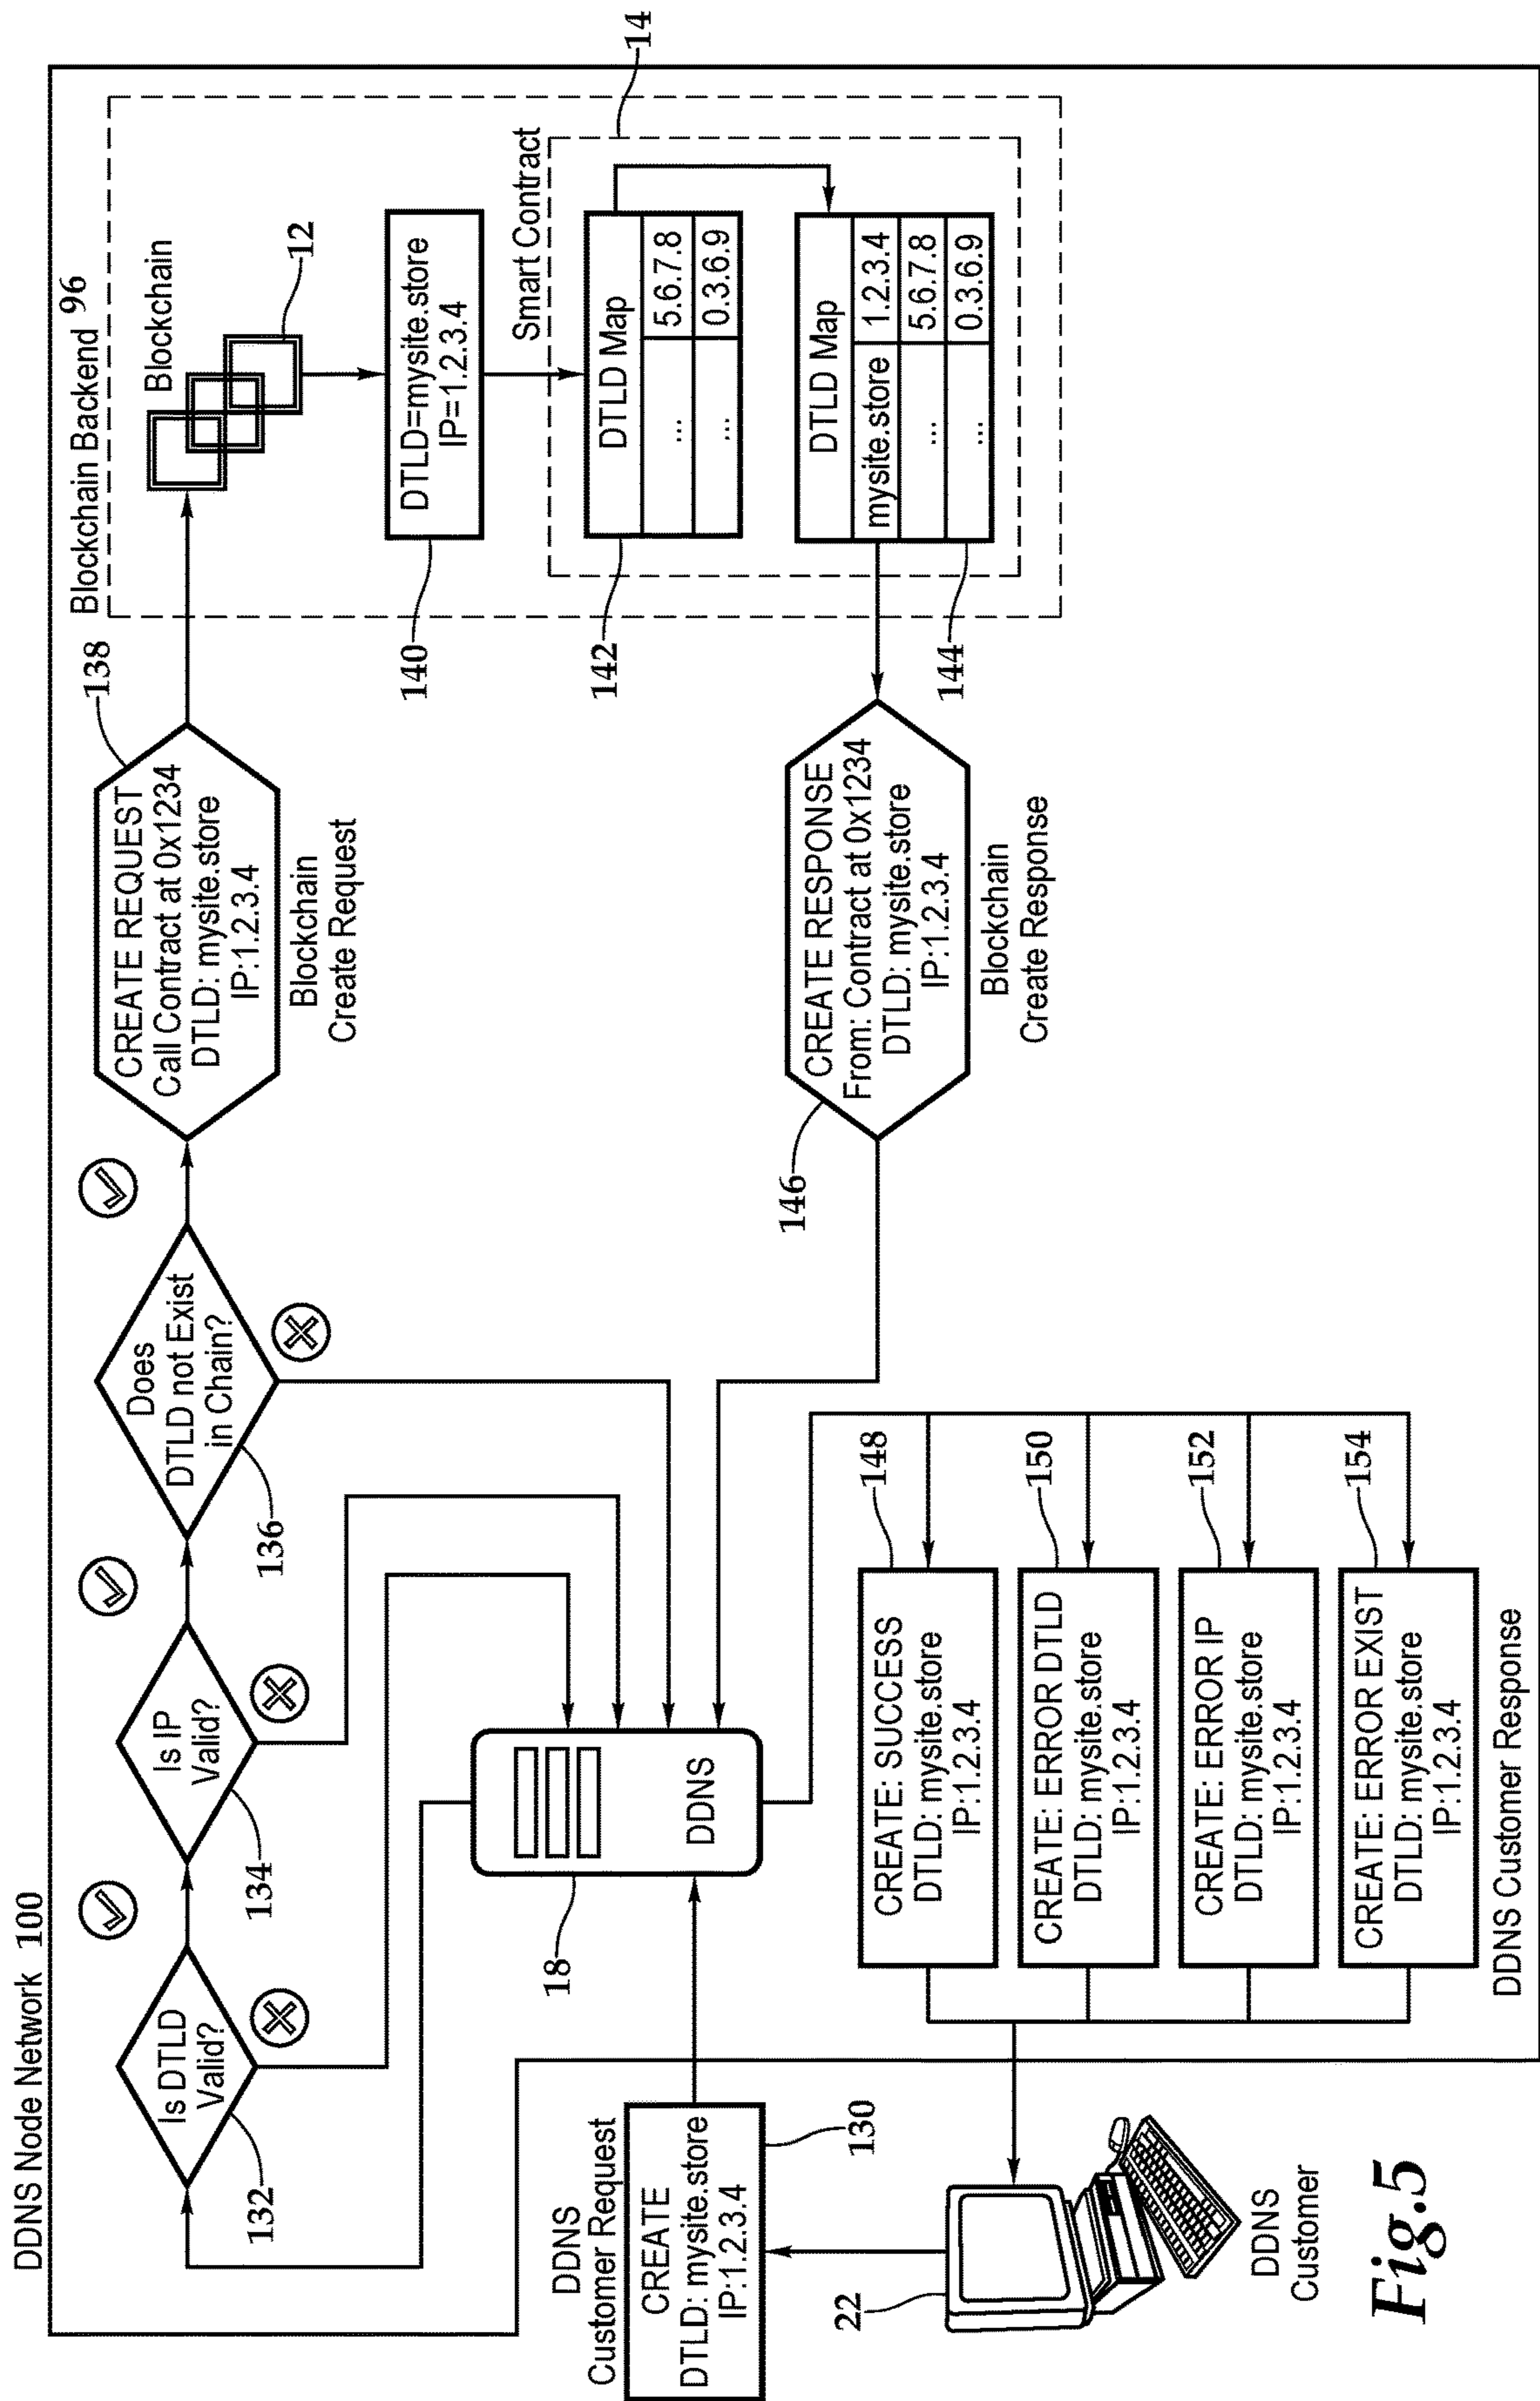 DDNS Node Network 100
Is DTLD
Valid?
132
Is IP
Valid?
134
Does
DTLD not Exist
in Chain?
136
CREATE REQUEST
Call Contract at 0x1234
DTLD: mysite.store
IP:1.2.3.4
138
Blockchain
Create Request
Blockchain Backend 96
Blockchain
12
DTLD=mysite.store
IP=1.2.3.4
140
Smart Contract
14
DTLD Map
... 5.6.7.8
... 0.3.6.9
142
DTLD Map
mysite.store 1.2.3.4
... 5.6.7.8
... 0.3.6.9
144
CREATE RESPONSE
From: Contract at 0x1234
DTLD: mysite.store
IP:1.2.3.4
146
Blockchain
Create Response
DDNS
18
DDNS
Customer Request
CREATE
DTLD: mysite.store
IP:1.2.3.4
130
22
DDNS
Customer
CREATE: SUCCESS
DTLD: mysite.store
IP:1.2.3.4
148
CREATE: ERROR DTLD
DTLD: mysite.store
IP:1.2.3.4
150
CREATE: ERROR IP
DTLD: mysite.store
IP:1.2.3.4
152
CREATE: ERROR EXIST
DTLD: mysite.store
IP:1.2.3.4
154
DDNS Customer Response
Fig.5